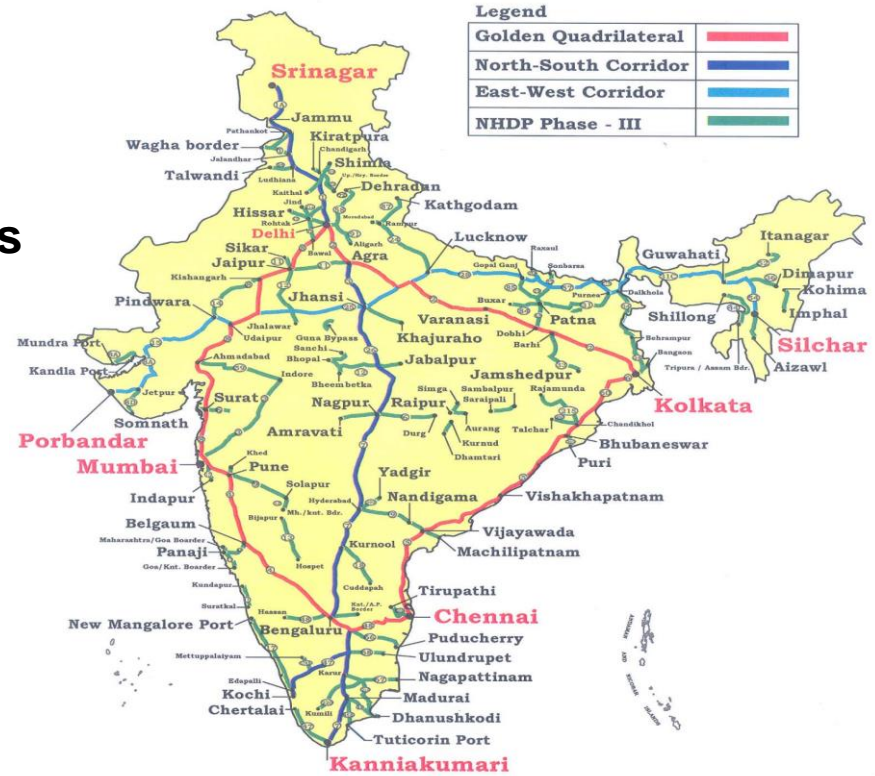 Legend
Golden Quadrilateral
North-South Corridor
East-West Corridor
NHDP Phase - III
s
Srinagar
Jammu
Pathankot
Kiratpura
Wagha border
Chandigarh
Jalandhar
Shimla
Talwandi
Ludhiana
Kaithal
Dehradun
Jind
Hissar
Kathgodam
Rohtak
Moradabad
Rampur
Delhi
Aligarh
Lucknow
Sikar
Bawal
Agra
Jaipur
Raxaul
Sonbarsa
Guwahati
Itanagar
Kishangarh
Gopal Ganj
Dimapur
Kohima
Pindwara
Jhansi
Buxar
Purnea
Dalkhola
Varanasi
Patna
Shillong
Imphal
Jhalawar
Udaipur
Khajuraho
Dobhi
Barhi
Silchar
Mundra Port
Guna Bypass
Sanchi
Behrampur
Bangaon
Tripura / Assam Bdr.
Aizawl
Kandla Port
Ahmadabad
Bhopal
Jabalpur
Jamshedpur
Indore
Bheembetka
Simga
Sambalpur
Rajamunda
Jetpur
Surat
Nagpur
Raipur
Saraipali
Kolkata
Somnath
Amravati
Durg
Aurang
Talchar
Chandikhol
Porbandar
Kurnud
Bhubaneswar
Mumbai
Khed
Dhamtari
Puri
Pune
Yadgir
Indapur
Solapur
Hyderabad
Nandigama
Vishakhapatnam
Mh./knt. Bdr.
Belgaum
Bijapur
Vijayawada
Maharashtra/Goa Boarder
Kurnool
Machilipatnam
Panaji
Goa/Knt. Boarder
Hospet
Cuddapah
Kundapur
Tirupathi
Knt./A.P.
Border
Suratkal
Hassan
Chennai
New Mangalore Port
Bengaluru
Puducherry
Mettuppalaiyam
Ulundrupet
Edapalli
Karur
Nagapattinam
Kochi
Madurai
Chertalai
Kumili
Dhanushkodi
Tuticorin Port
Kanniakumari